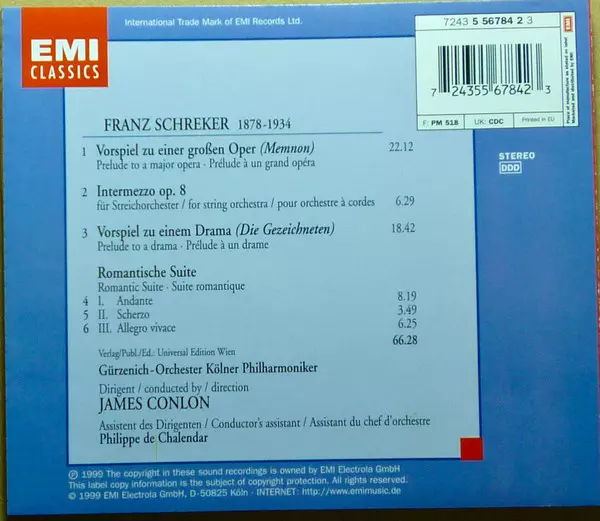 International Trade Mark of EMI Records Ltd.
EMI
CLASSICS
7243 5 56784 2 3
7 24355 67842 3
F: PM 518
UK: CDC
Printed in EU
EMI
STEREO
DDD
FRANZ SCHREKER 1878-1934
1 Vorspiel zu einer großen Oper (Memnon) 22.12
Prelude to a major opera · Prélude à un grand opéra
2 Intermezzo op. 8
für Streichorchester / for string orchestra / pour orchestre à cordes 6.29
3 Vorspiel zu einem Drama (Die Gezeichneten) 18.42
Prelude to a drama · Prélude à un drame
Romantische Suite
Romantic Suite · Suite romantique
4 I. Andante 8.19
5 II. Scherzo 3.49
6 III. Allegro vivace 6.25
66.28
Verlag/Publ./Ed.: Universal Edition Wien
Gürzenich-Orchester Kölner Philharmoniker
Dirigent / conducted by / direction
JAMES CONLON
Assistent des Dirigenten / Conductor's assistant / Assistant du chef d'orchestre
Philippe de Chalendar
℗ 1999 The copyright in these sound recordings is owned by EMI Electrola GmbH
This label copy information is the subject of copyright protection. All rights reserved.
© 1999 EMI Electrola GmbH, D-50825 Köln · INTERNET: http://www.emimusic.de